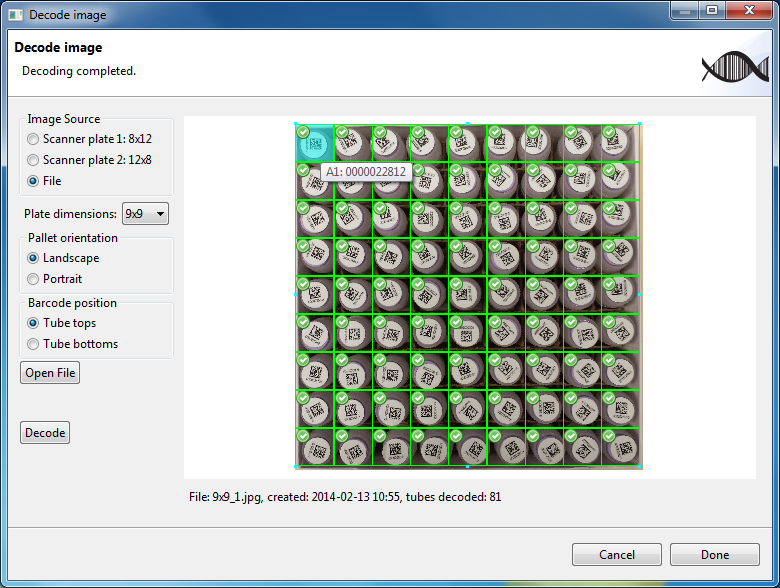 Decode image
Decode image
Decoding completed.
Image Source
Scanner plate 1: 8x12
Scanner plate 2: 12x8
File
Plate dimensions: 9x9
Pallet orientation
Landscape
Portrait
Barcode position
Tube tops
Tube bottoms
Open File
Decode
A1: 0000022812
File: 9x9_1.jpg, created: 2014-02-13 10:55, tubes decoded: 81
Cancel
Done